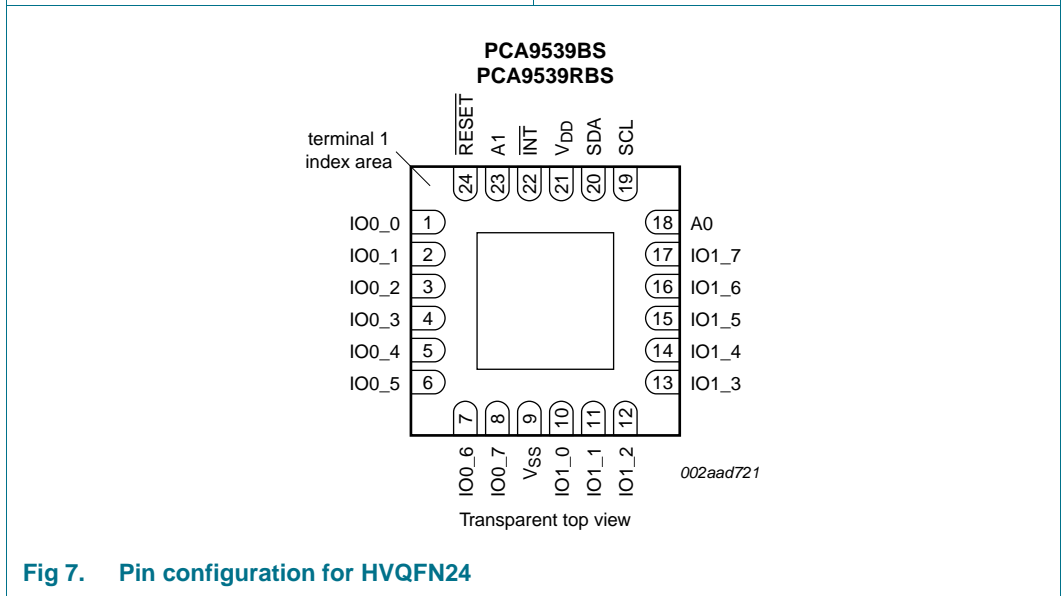 PCA9539BS
PCA9539RBS
terminal 1
index area
RESET
A1
INT
VDD
SDA
SCL
24
23
22
21
20
19
IO0_0 1
IO0_1 2
IO0_2 3
IO0_3 4
IO0_4 5
IO0_5 6
18 A0
17 IO1_7
16 IO1_6
15 IO1_5
14 IO1_4
13 IO1_3
7
8
9
10
11
12
IO0_6
IO0_7
VSS
IO1_0
IO1_1
IO1_2
002aad721
Transparent top view
Fig 7. Pin configuration for HVQFN24